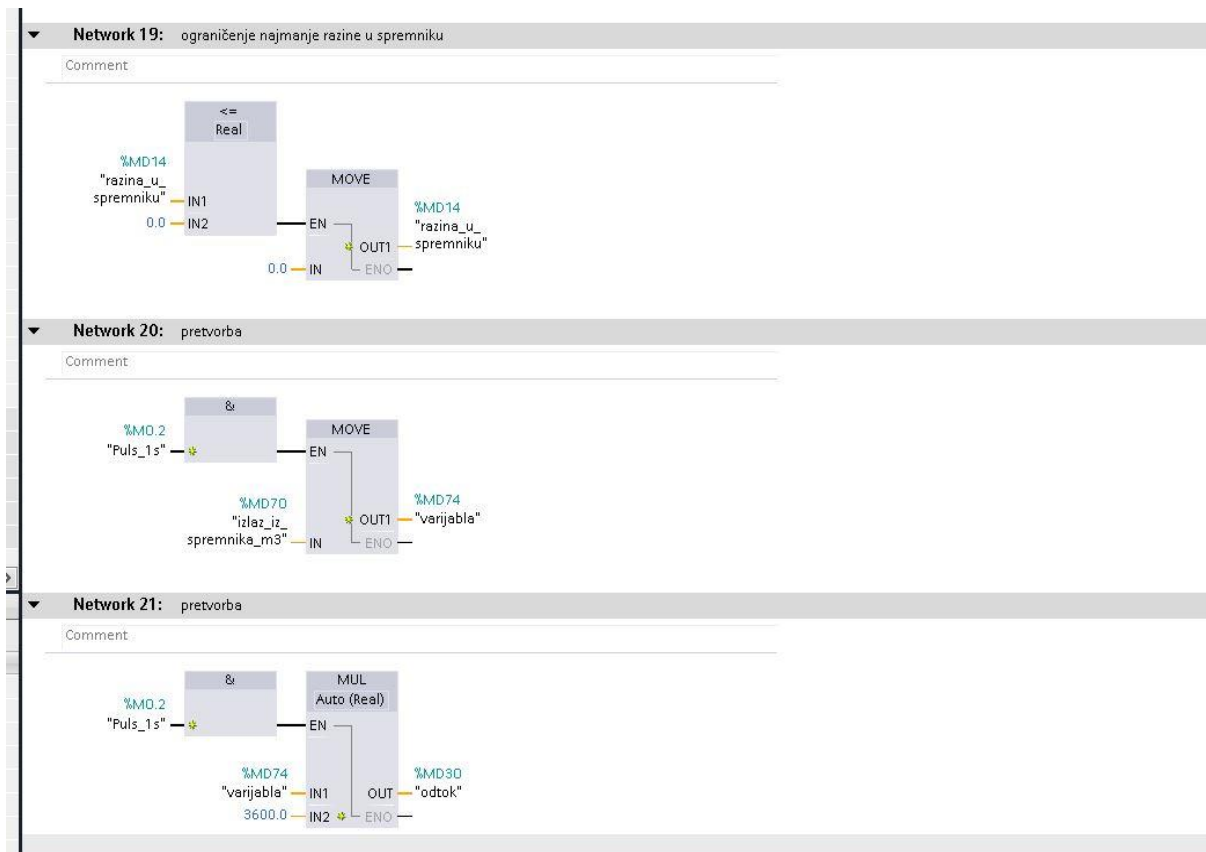 Network 19: ograničenje najmanje razine u spremniku
Comment
<=
Real
%MD14
"razina_u_
spremniku"
IN1
0.0
IN2
MOVE
EN
%MD14
"razina_u_
spremniku"
OUT1
0.0
IN
ENO
Network 20: pretvorba
Comment
&
%M0.2
"Puls_1s"
MOVE
EN
%MD70
"izlaz_iz_
spremnika_m3"
IN
%MD74
"varijabla"
OUT1
ENO
Network 21: pretvorba
Comment
&
%M0.2
"Puls_1s"
MUL
Auto (Real)
EN
%MD74
"varijabla"
IN1
3600.0
IN2
%MD30
OUT
"odtok"
ENO